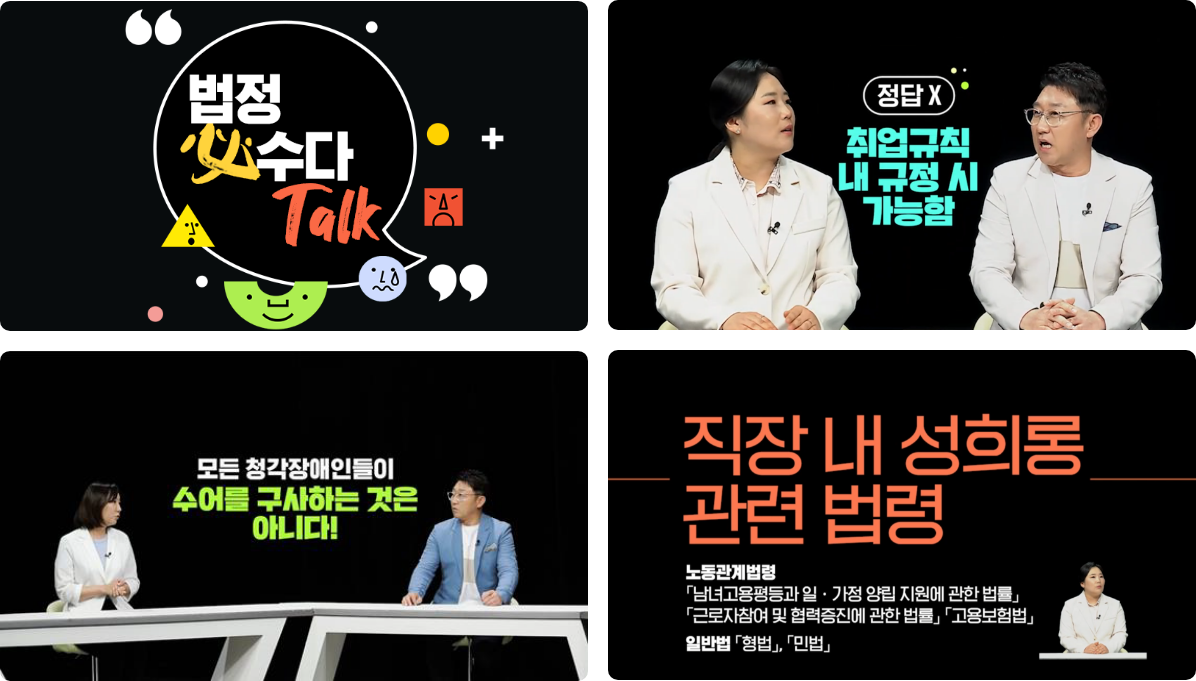 법정
必수다
Talk
정답 X
취업규칙
내 규정 시
가능함
모든 청각장애인들이
수어를 구사하는 것은
아니다!
직장 내 성희롱
관련 법령
노동관계법령
「남녀고용평등과 일 · 가정 양립 지원에 관한 법률」
「근로자참여 및 협력증진에 관한 법률」 「고용보험법」
일반법 「형법」, 「민법」